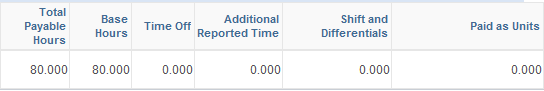 Total Payable Hours	Base Hours	Time Off	Additional Reported Time	Shift and Differentials	Paid as Units
80.000	80.000	0.000	0.000	0.000	0.000